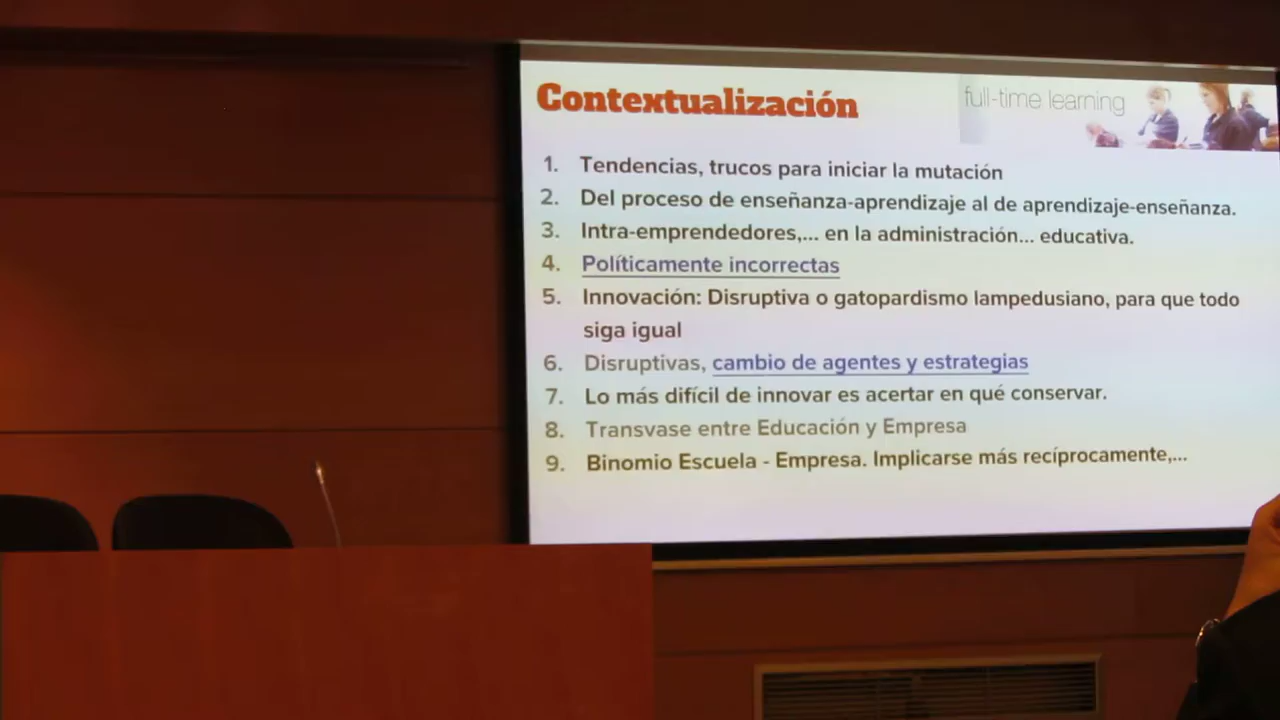 Contextualización
full-time learning
1. Tendencias, trucos para iniciar la mutación
2. Del proceso de enseñanza-aprendizaje al de aprendizaje-enseñanza.
3. Intra-emprendedores,... en la administración... educativa.
4. Políticamente incorrectas
5. Innovación: Disruptiva o gatopardismo lampedusiano, para que todo
siga igual
6. Disruptivas, cambio de agentes y estrategias
7. Lo más difícil de innovar es acertar en qué conservar.
8. Transvase entre Educación y Empresa
9. Binomio Escuela - Empresa. Implicarse más recíprocamente,...